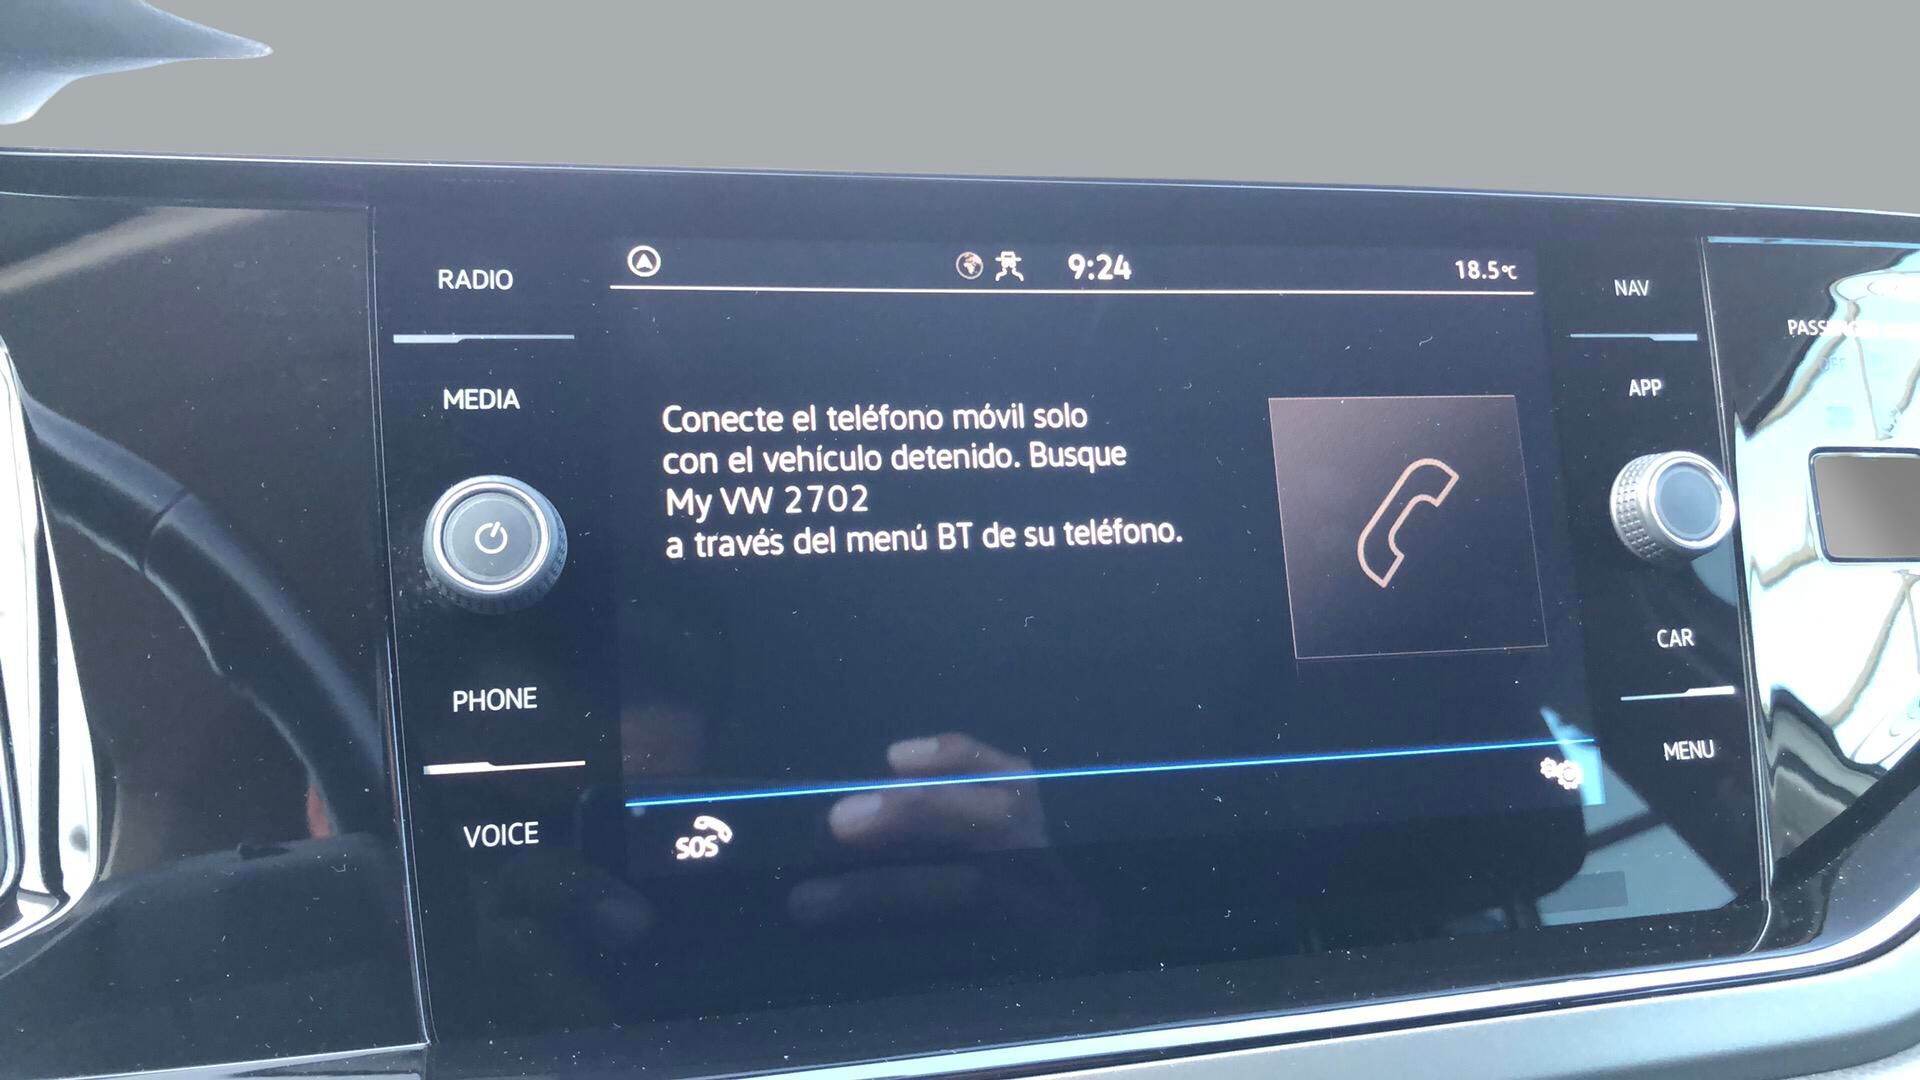 RADIO
MEDIA
PHONE
VOICE
9:24
18.5°C
Conecte el teléfono móvil solo
con el vehículo detenido. Busque
My VW 2702
a través del menú BT de su teléfono.
SOS
NAV
APP
CAR
MENU